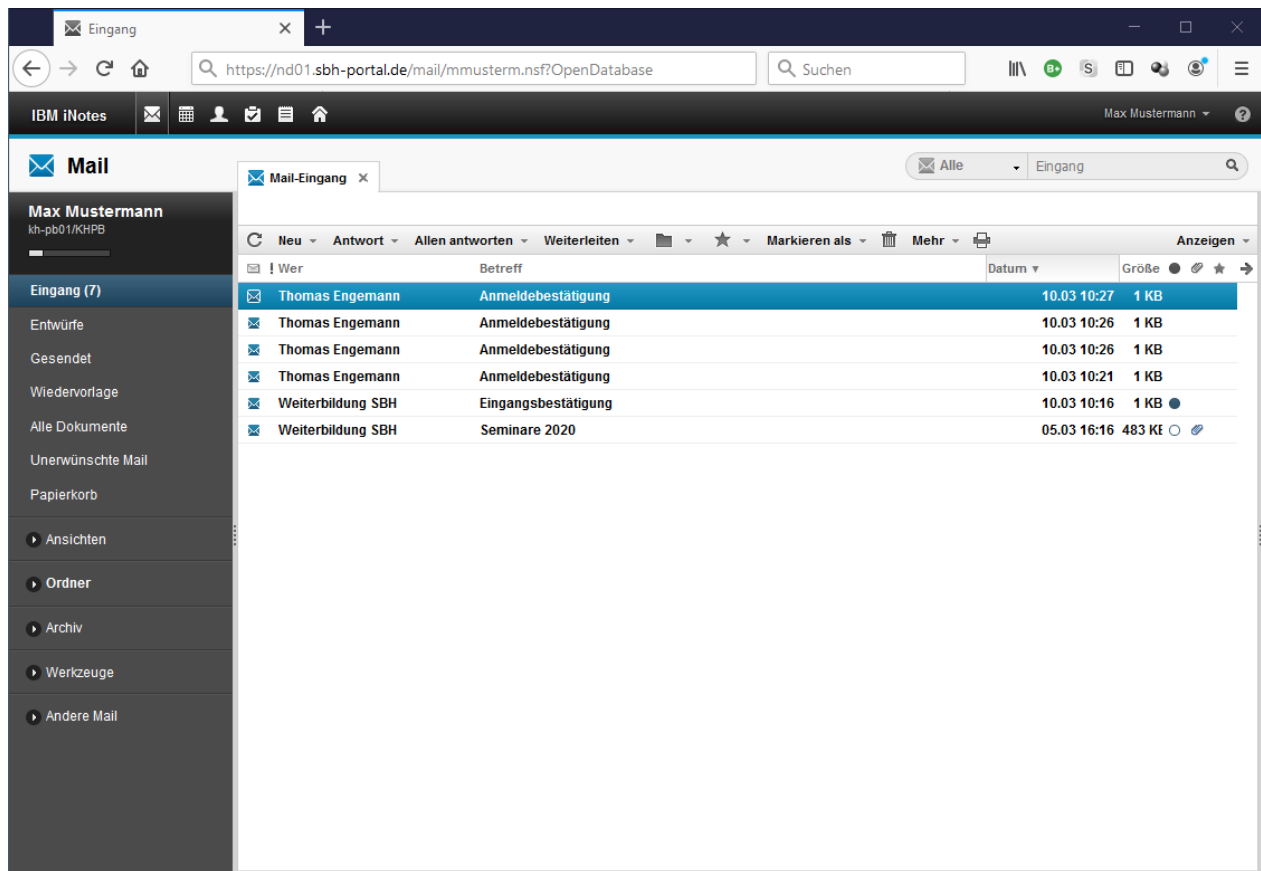 Eingang
https://nd01.sbh-portal.de/mail/mmusterm.nsf?OpenDatabase Suchen B+ S
IBM iNotes Max Mustermann ?
Mail Mail-Eingang Alle Eingang
Max Mustermann
kh-pb01/KHPB
Neu Antwort Allen antworten Weiterleiten Markieren als Mehr Anzeigen
! Wer Betreff Datum Größe
Eingang (7)
Entwürfe
Gesendet
Wiedervorlage
Alle Dokumente
Unerwünschte Mail
Papierkorb
Ansichten
Ordner
Archiv
Werkzeuge
Andere Mail
Thomas Engemann Anmeldebestätigung 10.03 10:27 1 KB
Thomas Engemann Anmeldebestätigung 10.03 10:26 1 KB
Thomas Engemann Anmeldebestätigung 10.03 10:26 1 KB
Thomas Engemann Anmeldebestätigung 10.03 10:21 1 KB
Weiterbildung SBH Eingangsbestätigung 10.03 10:16 1 KB
Weiterbildung SBH Seminare 2020 05.03 16:16 483 KE